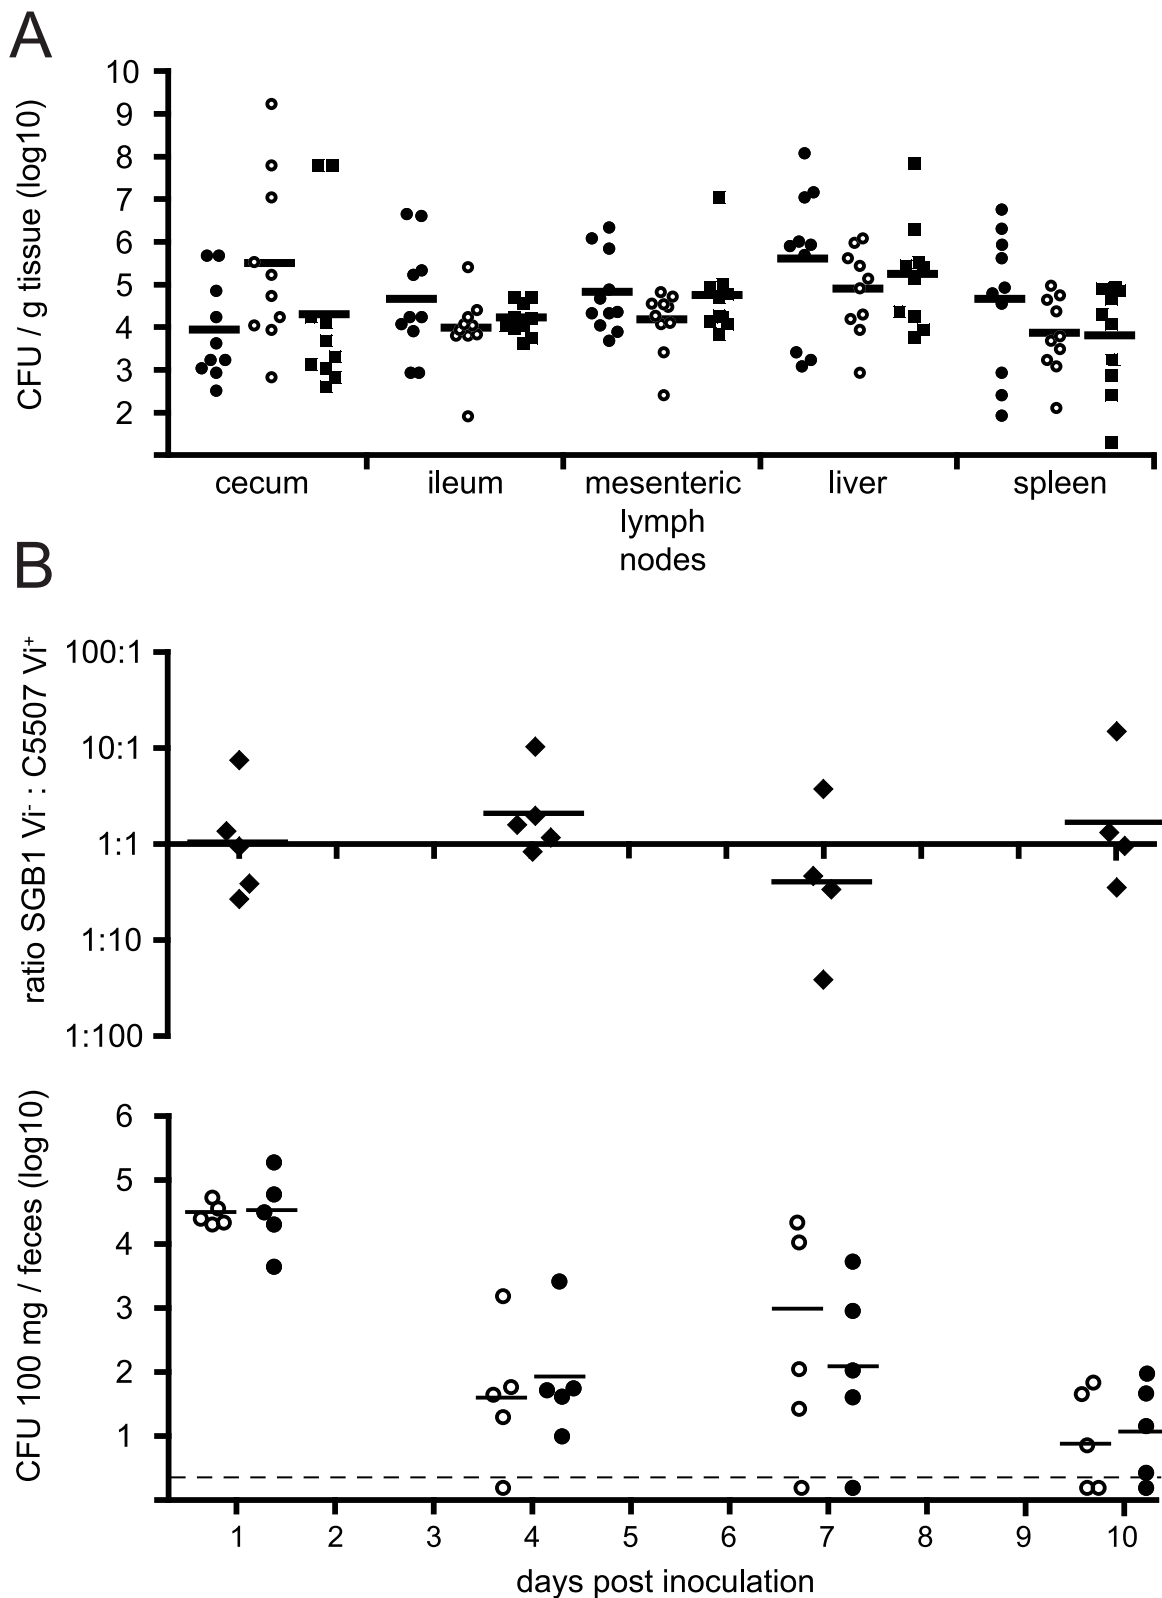 A
CFU / g tissue (log10)
10
9
8
7
6
5
4
3
2
cecum
ileum
mesenteric
lymph
nodes
liver
spleen
B
ratio SGB1 Vi- : C5507 Vi+
100:1
10:1
1:1
1:10
1:100
CFU 100 mg / feces (log10)
6
5
4
3
2
1
1 2 3 4 5 6 7 8 9 10
days post inoculation